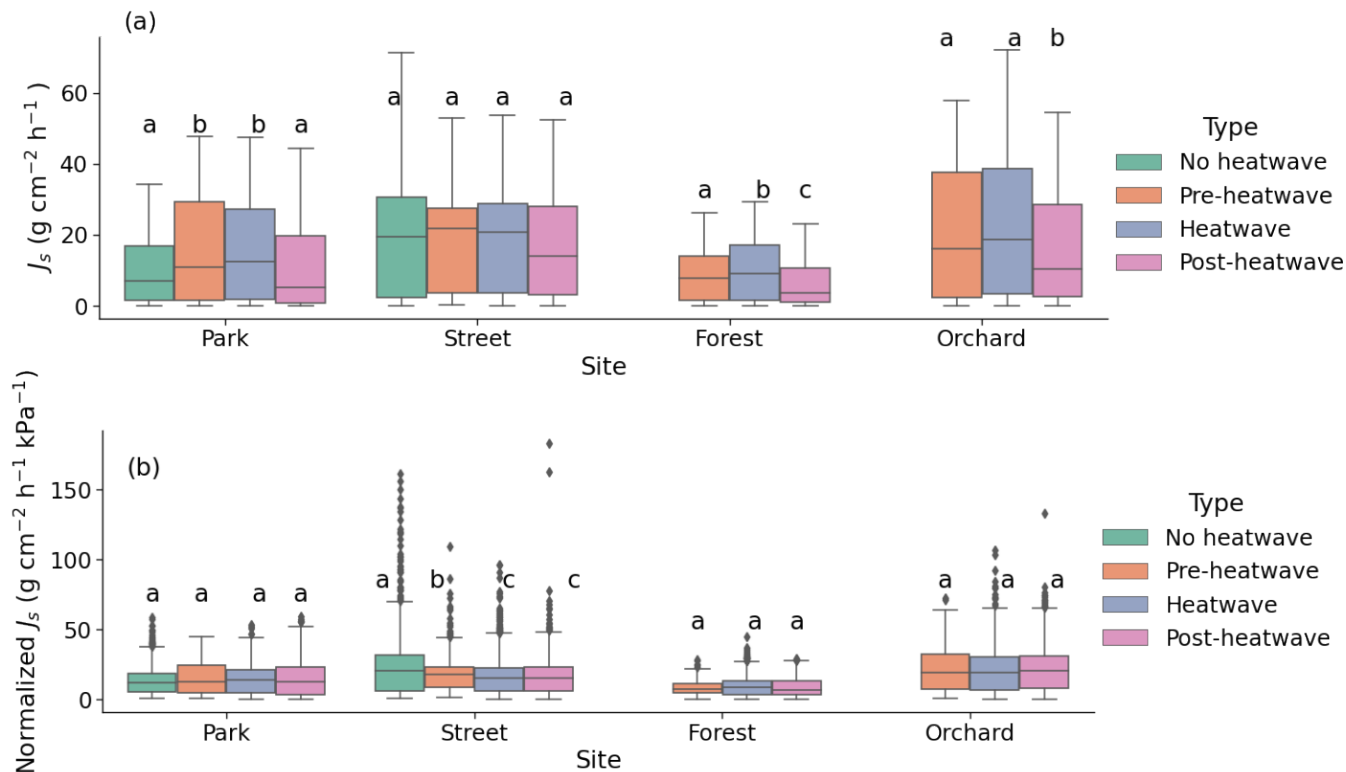 (a)
a b b a a a a a a b c a a b
J_s (g cm⁻² h⁻¹)
60
40
20
0
Park Street Forest Orchard
Site
Type
No heatwave
Pre-heatwave
Heatwave
Post-heatwave
(b)
a a a a a b c c a a a a a a
Normalized J_s (g cm⁻² h⁻¹ kPa⁻¹)
150
100
50
0
Park Street Forest Orchard
Site
Type
No heatwave
Pre-heatwave
Heatwave
Post-heatwave